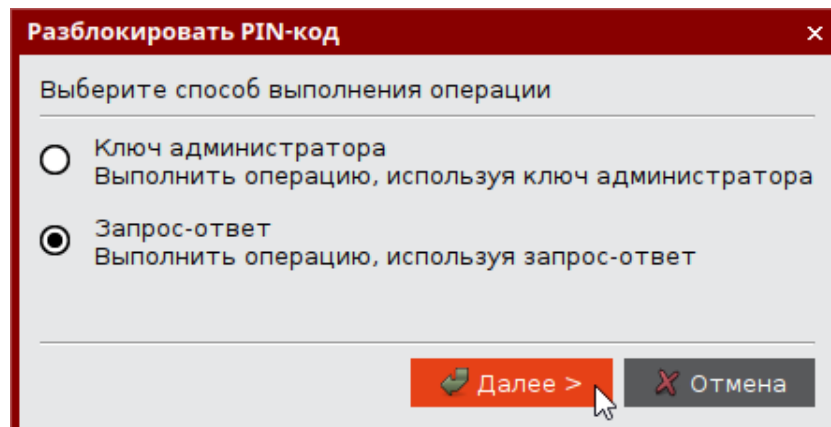 Разблокировать PIN-код
Выберите способ выполнения операции
Ключ администратора
Выполнить операцию, используя ключ администратора
Запрос-ответ
Выполнить операцию, используя запрос-ответ
Далее >
Отмена